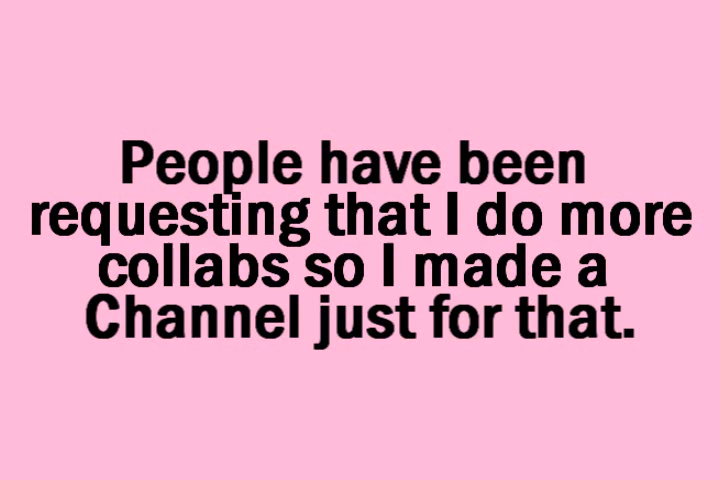 People have been
requesting that I do more
collabs so I made a
Channel just for that.